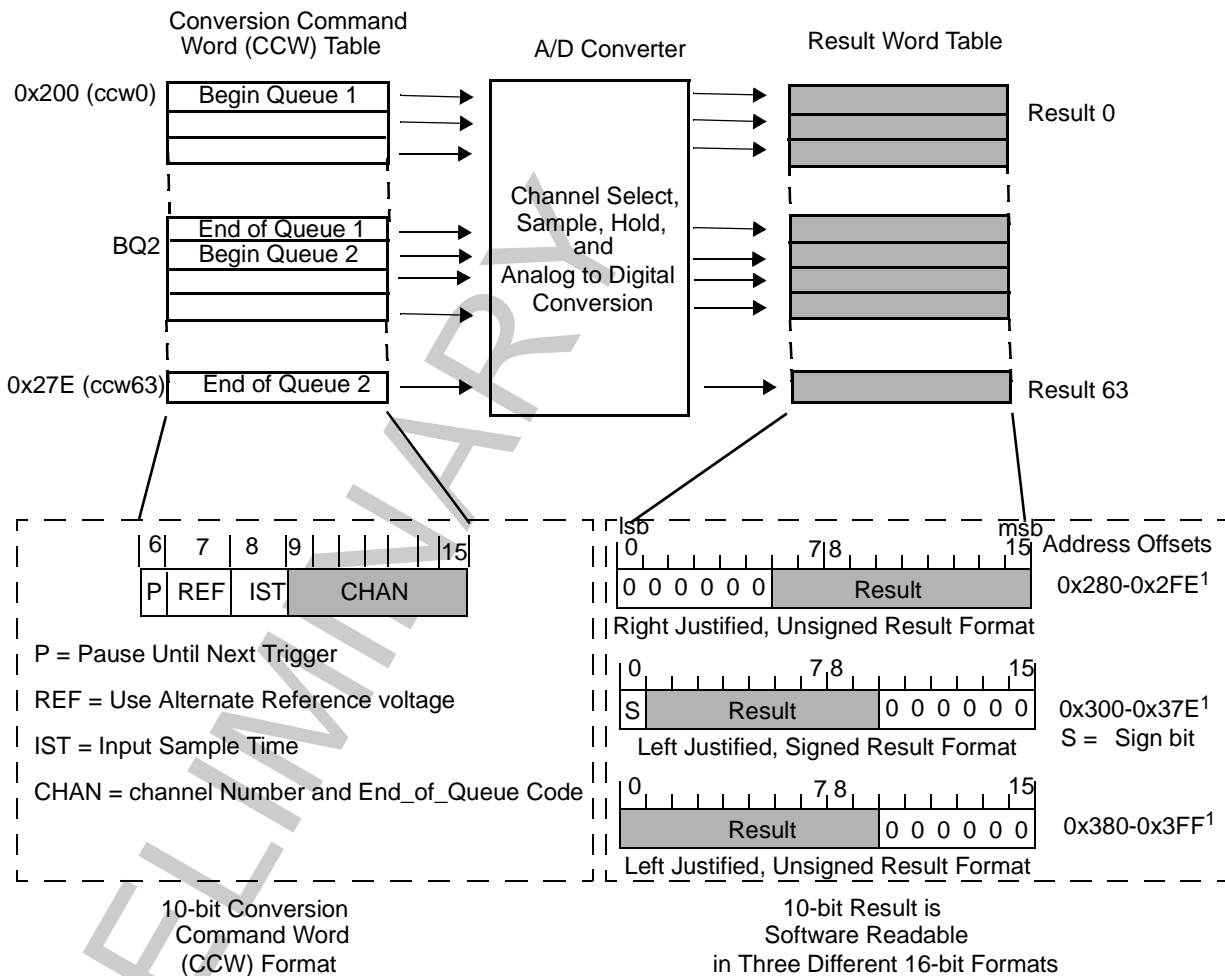 Conversion Command
Word (CCW) Table
A/D Converter
Result Word Table
0x200 (ccw0)
Begin Queue 1
Result 0
Channel Select,
Sample, Hold,
and
Analog to Digital
Conversion
BQ2
End of Queue 1
Begin Queue 2
0x27E (ccw63)
End of Queue 2
Result 63
6 7 8 9 15
P REF IST CHAN
P = Pause Until Next Trigger
REF = Use Alternate Reference voltage
IST = Input Sample Time
CHAN = channel Number and End_of_Queue Code
lsb msb
0 7 8 15 Address Offsets
0 0 0 0 0 0 Result 0x280-0x2FE1
Right Justified, Unsigned Result Format
0 7 8 15
S Result 0 0 0 0 0 0 0x300-0x37E1
S = Sign bit
Left Justified, Signed Result Format
0 7 8 15
Result 0 0 0 0 0 0 0x380-0x3FF1
Left Justified, Unsigned Result Format
10-bit Conversion
Command Word
(CCW) Format
10-bit Result is
Software Readable
in Three Different 16-bit Formats
ELIMINARY